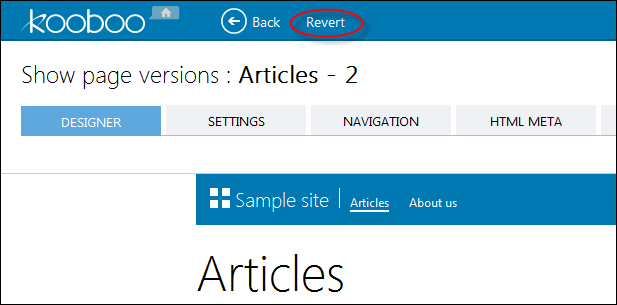 kooboo Back Revert
Show page versions : Articles - 2
DESIGNER SETTINGS NAVIGATION HTML META
Sample site Articles About us
Articles